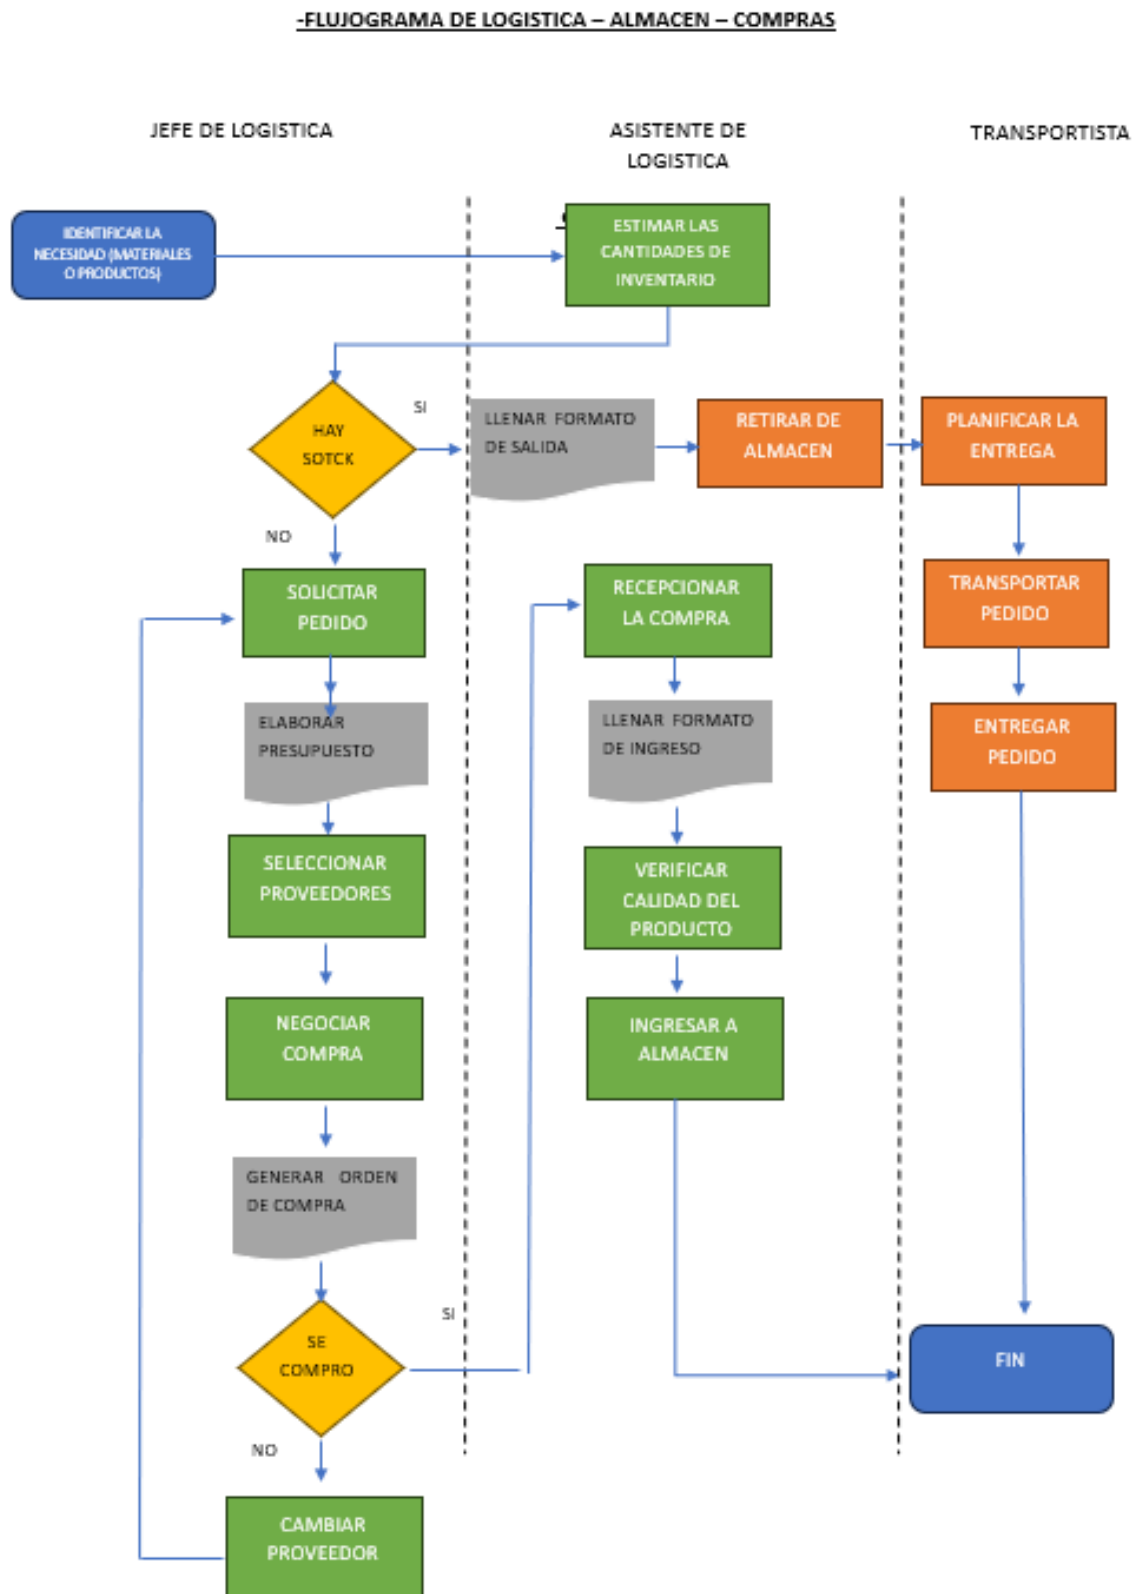 -FLUJOGRAMA DE LOGISTICA – ALMACEN – COMPRAS
JEFE DE LOGISTICA
ASISTENTE DE
LOGISTICA
TRANSPORTISTA
IDENTIFICAR LA
NECESIDAD (MATERIALES
O PRODUCTOS)
ESTIMAR LAS
CANTIDADES DE
INVENTARIO
HAY
SOTCK
SI
LLENAR FORMATO
DE SALIDA
RETIRAR DE
ALMACEN
PLANIFICAR LA
ENTREGA
NO
SOLICITAR
PEDIDO
RECEPCIONAR
LA COMPRA
TRANSPORTAR
PEDIDO
ELABORAR
PRESUPUESTO
LLENAR FORMATO
DE INGRESO
ENTREGAR
PEDIDO
SELECCIONAR
PROVEEDORES
VERIFICAR
CALIDAD DEL
PRODUCTO
NEGOCIAR
COMPRA
INGRESAR A
ALMACEN
GENERAR ORDEN
DE COMPRA
SE
COMPRO
SI
FIN
NO
CAMBIAR
PROVEEDOR